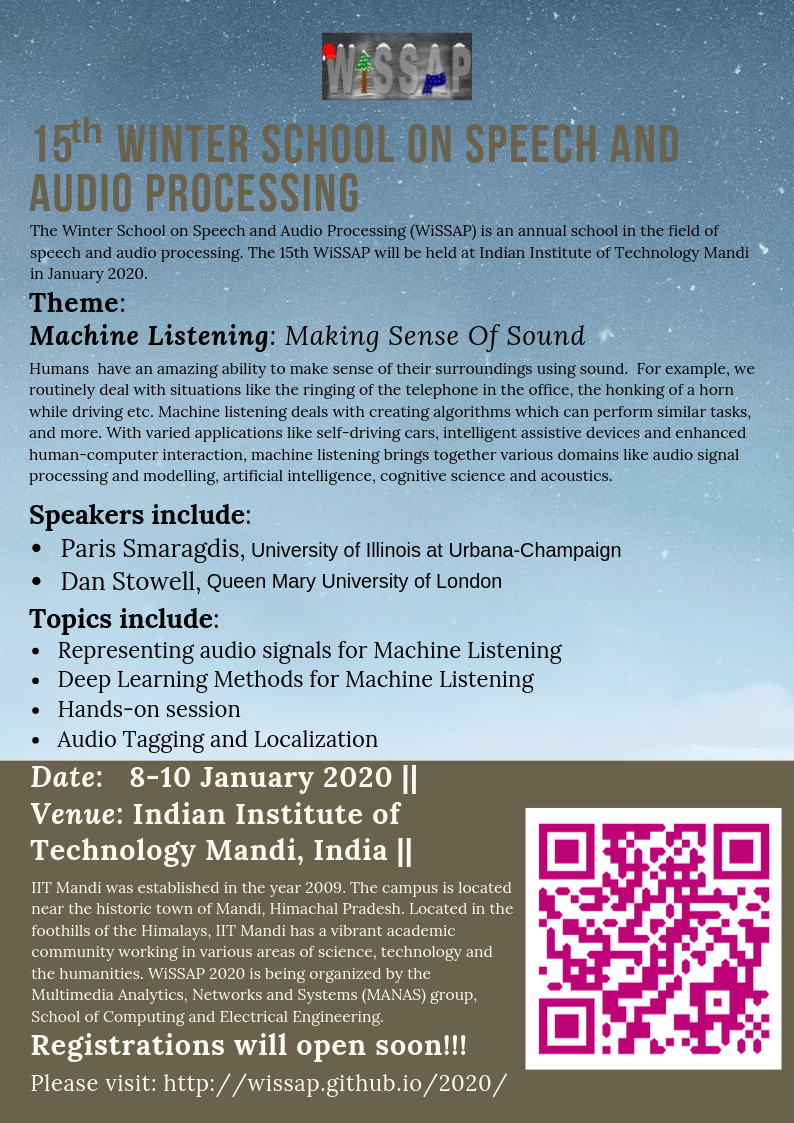 WiSSAP
15th WINTER SCHOOL ON SPEECH AND
AUDIO PROCESSING
The Winter School on Speech and Audio Processing (WiSSAP) is an annual school in the field of
speech and audio processing. The 15th WiSSAP will be held at Indian Institute of Technology Mandi
in January 2020.
Theme:
Machine Listening: Making Sense Of Sound
Humans have an amazing ability to make sense of their surroundings using sound. For example, we
routinely deal with situations like the ringing of the telephone in the office, the honking of a horn
while driving etc. Machine listening deals with creating algorithms which can perform similar tasks,
and more. With varied applications like self-driving cars, intelligent assistive devices and enhanced
human-computer interaction, machine listening brings together various domains like audio signal
processing and modelling, artificial intelligence, cognitive science and acoustics.
Speakers include:
• Paris Smaragdis, University of Illinois at Urbana-Champaign
• Dan Stowell, Queen Mary University of London
Topics include:
• Representing audio signals for Machine Listening
• Deep Learning Methods for Machine Listening
• Hands-on session
• Audio Tagging and Localization
Date: 8-10 January 2020 ||
Venue: Indian Institute of
Technology Mandi, India ||
IIT Mandi was established in the year 2009. The campus is located
near the historic town of Mandi, Himachal Pradesh. Located in the
foothills of the Himalays, IIT Mandi has a vibrant academic
community working in various areas of science, technology and
the humanities. WiSSAP 2020 is being organized by the
Multimedia Analytics, Networks and Systems (MANAS) group,
School of Computing and Electrical Engineering.
Registrations will open soon!!!
Please visit: http://wissap.github.io/2020/